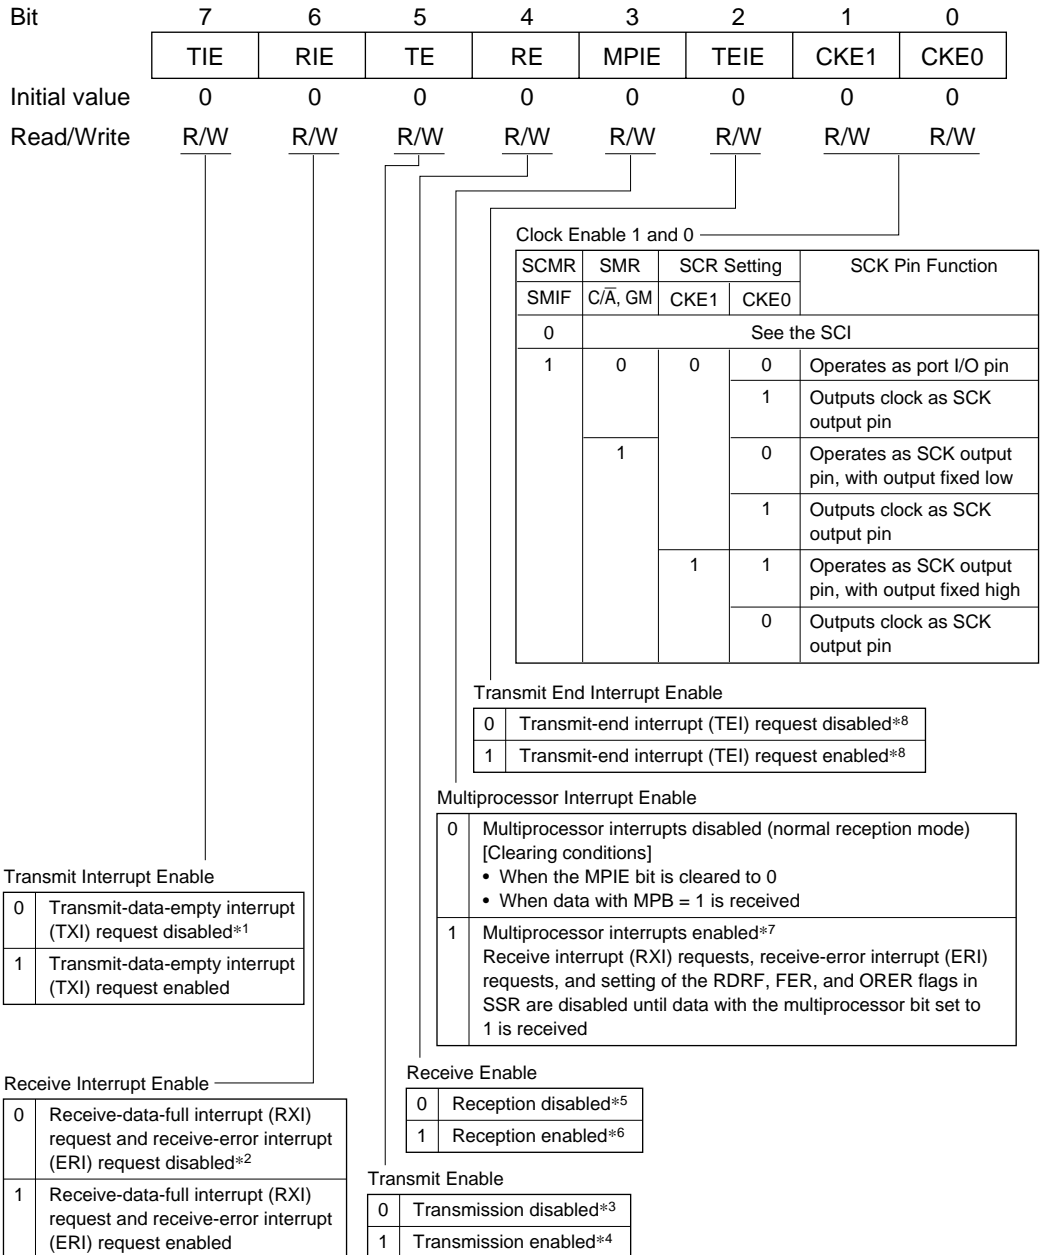 Bit 7 6 5 4 3 2 1 0
TIE RIE TE RE MPIE TEIE CKE1 CKE0
Initial value 0 0 0 0 0 0 0 0
Read/Write R/W R/W R/W R/W R/W R/W R/W R/W
Clock Enable 1 and 0
SCMR SMR SCR Setting SCK Pin Function
SMIF C/A̅, GM CKE1 CKE0
0 See the SCI
1 0 0 0 Operates as port I/O pin
1 Outputs clock as SCK
output pin
1 0 Operates as SCK output
pin, with output fixed low
1 Outputs clock as SCK
output pin
1 1 Operates as SCK output
pin, with output fixed high
0 Outputs clock as SCK
output pin
Transmit End Interrupt Enable
0 Transmit-end interrupt (TEI) request disabled*8
1 Transmit-end interrupt (TEI) request enabled*8
Multiprocessor Interrupt Enable
0 Multiprocessor interrupts disabled (normal reception mode)
[Clearing conditions]
• When the MPIE bit is cleared to 0
• When data with MPB = 1 is received
1 Multiprocessor interrupts enabled*7
Receive interrupt (RXI) requests, receive-error interrupt (ERI)
requests, and setting of the RDRF, FER, and ORER flags in
SSR are disabled until data with the multiprocessor bit set to
1 is received
Transmit Interrupt Enable
0 Transmit-data-empty interrupt
(TXI) request disabled*1
1 Transmit-data-empty interrupt
(TXI) request enabled
Receive Enable
0 Reception disabled*5
1 Reception enabled*6
Receive Interrupt Enable
0 Receive-data-full interrupt (RXI)
request and receive-error interrupt
(ERI) request disabled*2
1 Receive-data-full interrupt (RXI)
request and receive-error interrupt
(ERI) request enabled
Transmit Enable
0 Transmission disabled*3
1 Transmission enabled*4